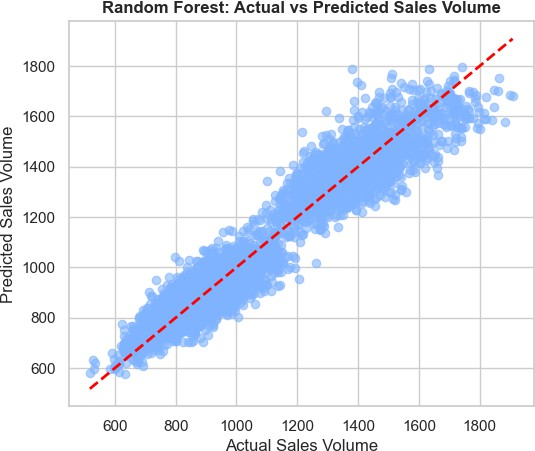 Random Forest: Actual vs Predicted Sales Volume
Predicted Sales Volume
1800
1600
1400
1200
1000
800
600
600 800 1000 1200 1400 1600 1800
Actual Sales Volume